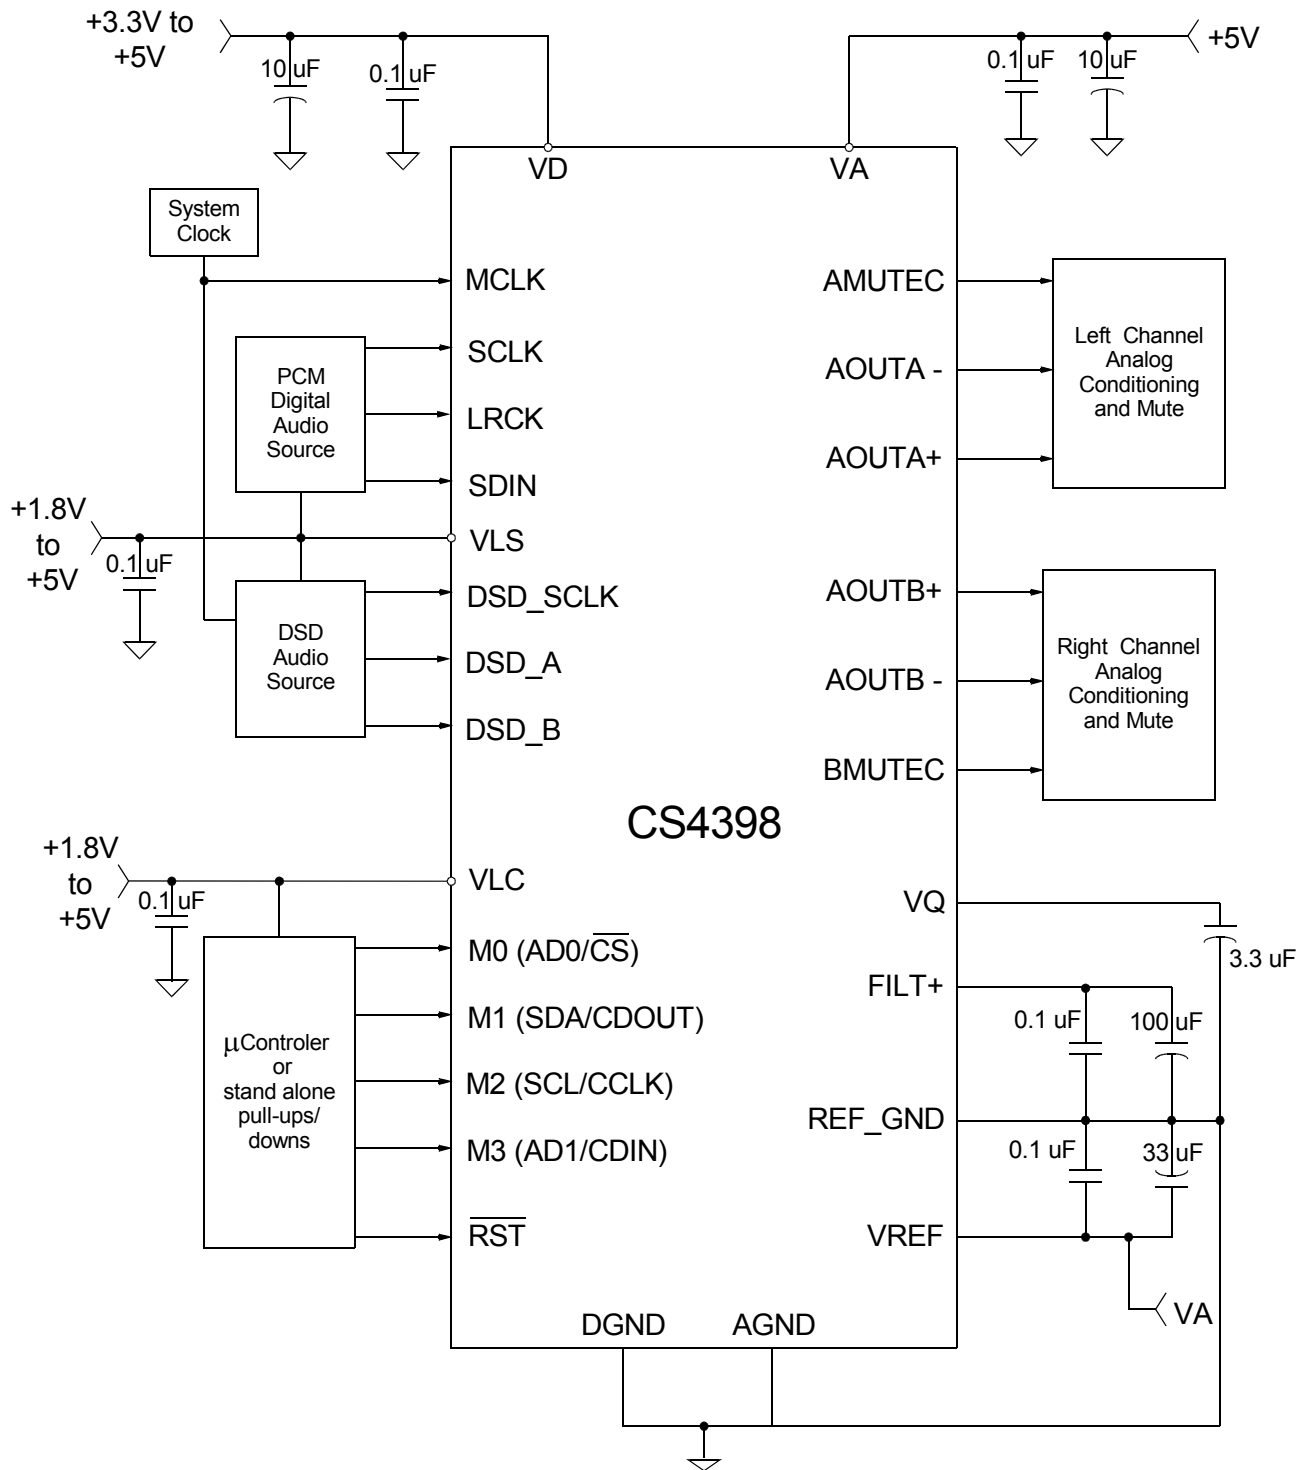 +3.3V to
+5V
10 uF
0.1 uF
0.1 uF
10 uF
+5V
VD
VA
System
Clock
MCLK
AMUTEC
PCM
Digital
Audio
Source
SCLK
LRCK
SDIN
AOUTA -
AOUTA+
Left Channel
Analog
Conditioning
and Mute
+1.8V
to
+5V
0.1 uF
VLS
DSD
Audio
Source
DSD_SCLK
DSD_A
DSD_B
AOUTB+
AOUTB -
BMUTEC
Right Channel
Analog
Conditioning
and Mute
CS4398
+1.8V
to
+5V
0.1 uF
VLC
VQ
3.3 uF
µControler
or
stand alone
pull-ups/
downs
M0 (AD0/C̅S̅)
M1 (SDA/CDOUT)
M2 (SCL/CCLK)
M3 (AD1/CDIN)
R̅S̅T̅
FILT+
0.1 uF
100 uF
REF_GND
0.1 uF
33 uF
VREF
VA
DGND
AGND